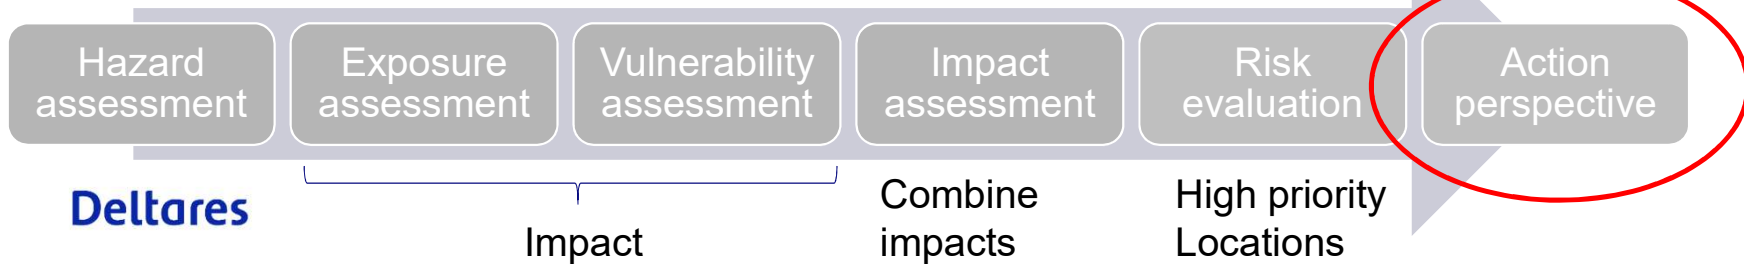 Hazard
assessment
Exposure
assessment
Vulnerability
assessment
Impact
assessment
Risk
evaluation
Action
perspective
Deltares
Impact
Combine
impacts
High priority
Locations